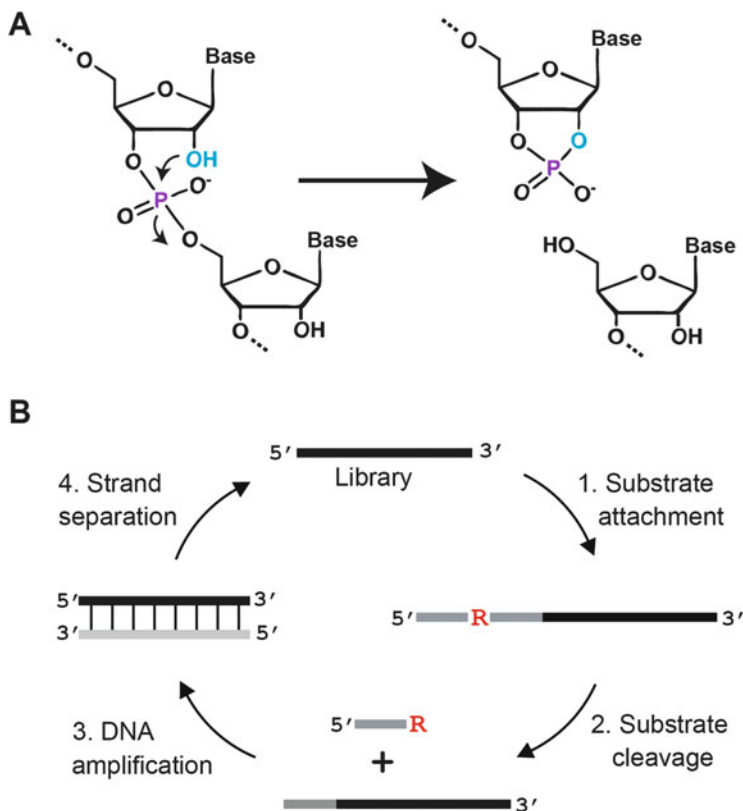 A
O
Base
O
O
OH
P
O⁻
O
O
Base
O
O
OH
O
Base
O
O
O
P
O
O⁻
HO
Base
O
O
OH
B
5′ 3′
Library
4. Strand
separation
1. Substrate
attachment
5′ 3′
3′ 5′
5′ R 3′
3. DNA
amplification
5′ R
+
3′
2. Substrate
cleavage